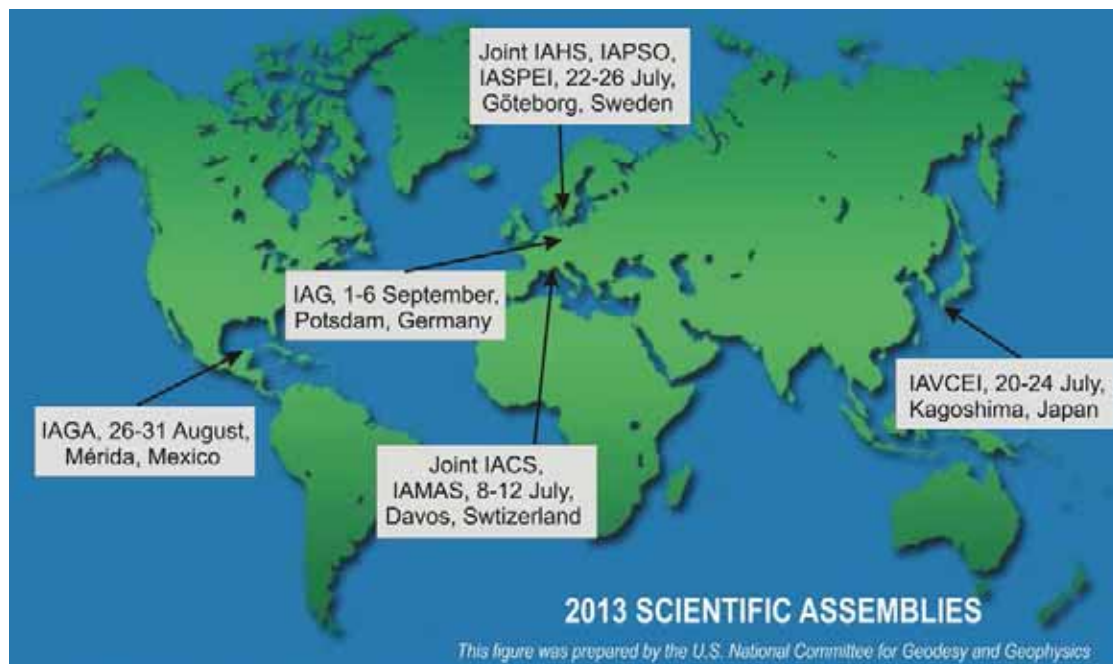 Joint IAHS, IAPSO,
IASPEI, 22-26 July,
Göteborg, Sweden
IAG, 1-6 September,
Potsdam, Germany
IAVCEI, 20-24 July,
Kagoshima, Japan
IAGA, 26-31 August,
Mérida, Mexico
Joint IACS,
IAMAS, 8-12 July,
Davos, Swtizerland
2013 SCIENTIFIC ASSEMBLIES
This figure was prepared by the U.S. National Committee for Geodesy and Geophysics